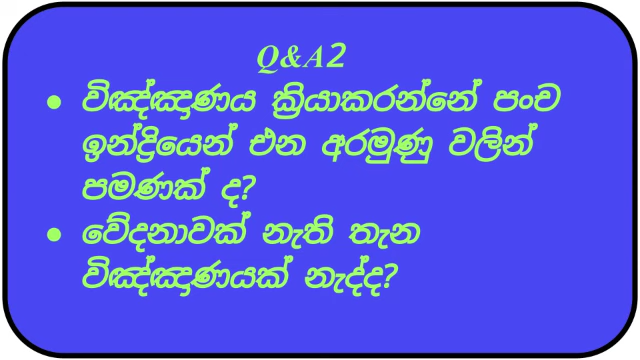 Q&A2
• විඤ්ඤාණය ක්‍රියාකරන්නේ පංච
ඉන්ද්‍රියෙන් එන අරමුණු වලින්
පමණක් ද?
• වේදනාවක් නැති තැන
විඤ්ඤාණයක් නැද්ද?